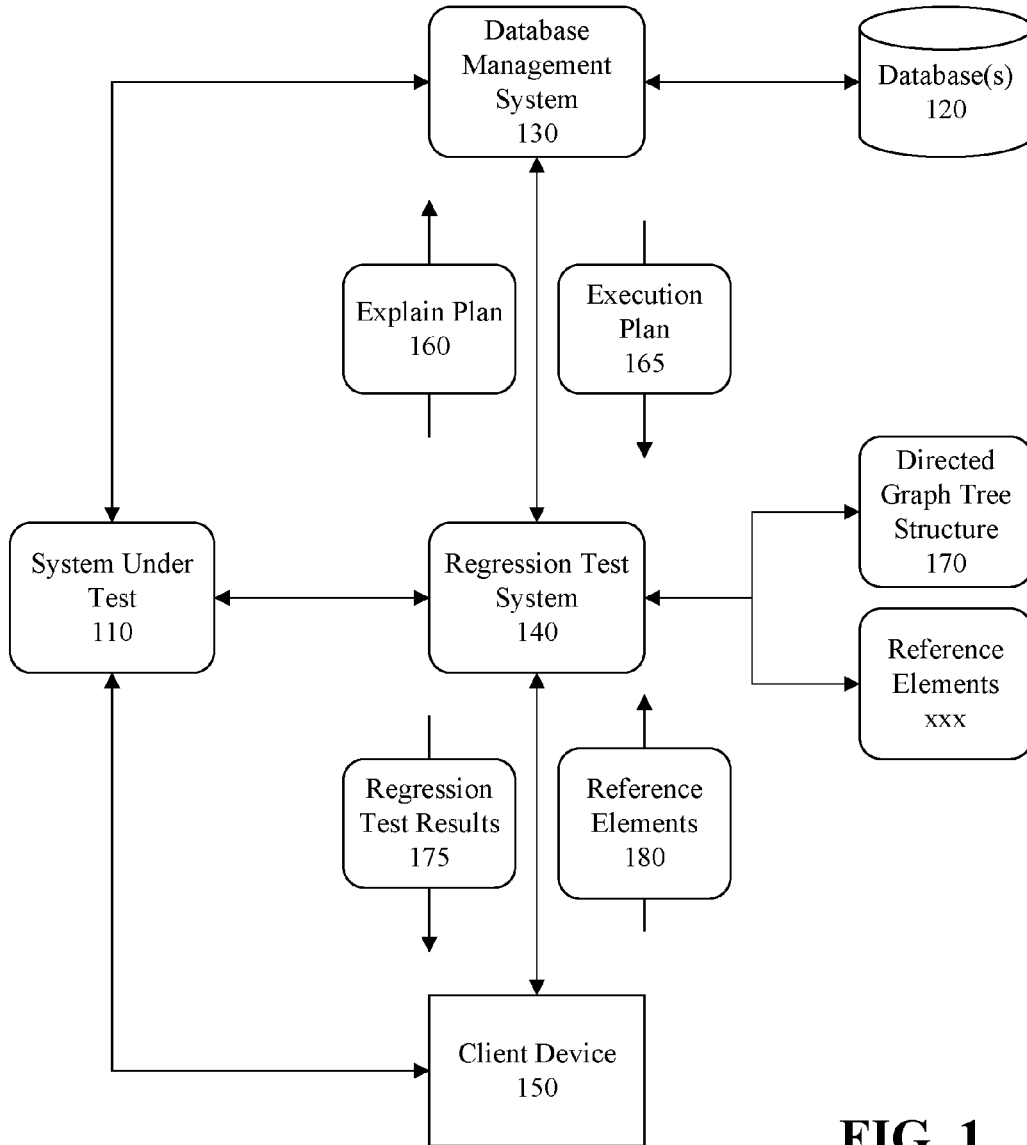 Database
Management
System
130
Database(s)
120
Explain Plan
160
Execution
Plan
165
Directed
Graph Tree
Structure
170
System Under
Test
110
Regression Test
System
140
Reference
Elements
xxx
Regression
Test Results
175
Reference
Elements
180
Client Device
150
FIG. 1